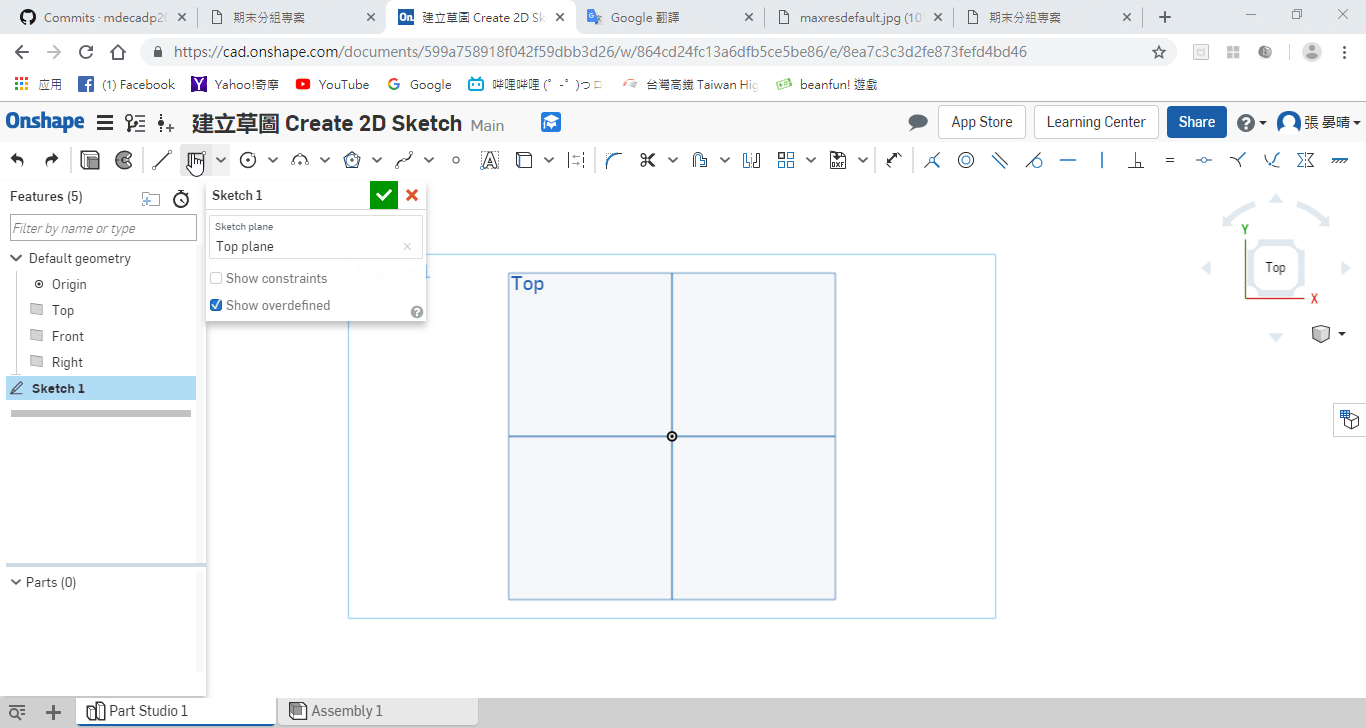 Commits · mdecadp20
期末分組專案
建立草圖 Create 2D Sk
Google 翻譯
maxresdefault.jpg (10
期末分組專案
https://cad.onshape.com/documents/599a758918f042f59dbb3d26/w/864cd24fc13a6dfb5ce5be86/e/8ea7c3c3d2fe873fefd4bd46
应用
(1) Facebook
Yahoo!奇摩
YouTube
Google
哔哩哔哩 (゜-゜)つロ
台灣高鐵 Taiwan Hig
beanfun! 遊戲
Onshape
建立草圖 Create 2D Sketch Main
App Store
Learning Center
Share
張 晏晴
DXF
Features (5)
Filter by name or type
Default geometry
Origin
Top
Front
Right
Sketch 1
Parts (0)
Sketch 1
Sketch plane
Top plane
Show constraints
Show overdefined
Top
Y
Top
X
Part Studio 1
Assembly 1